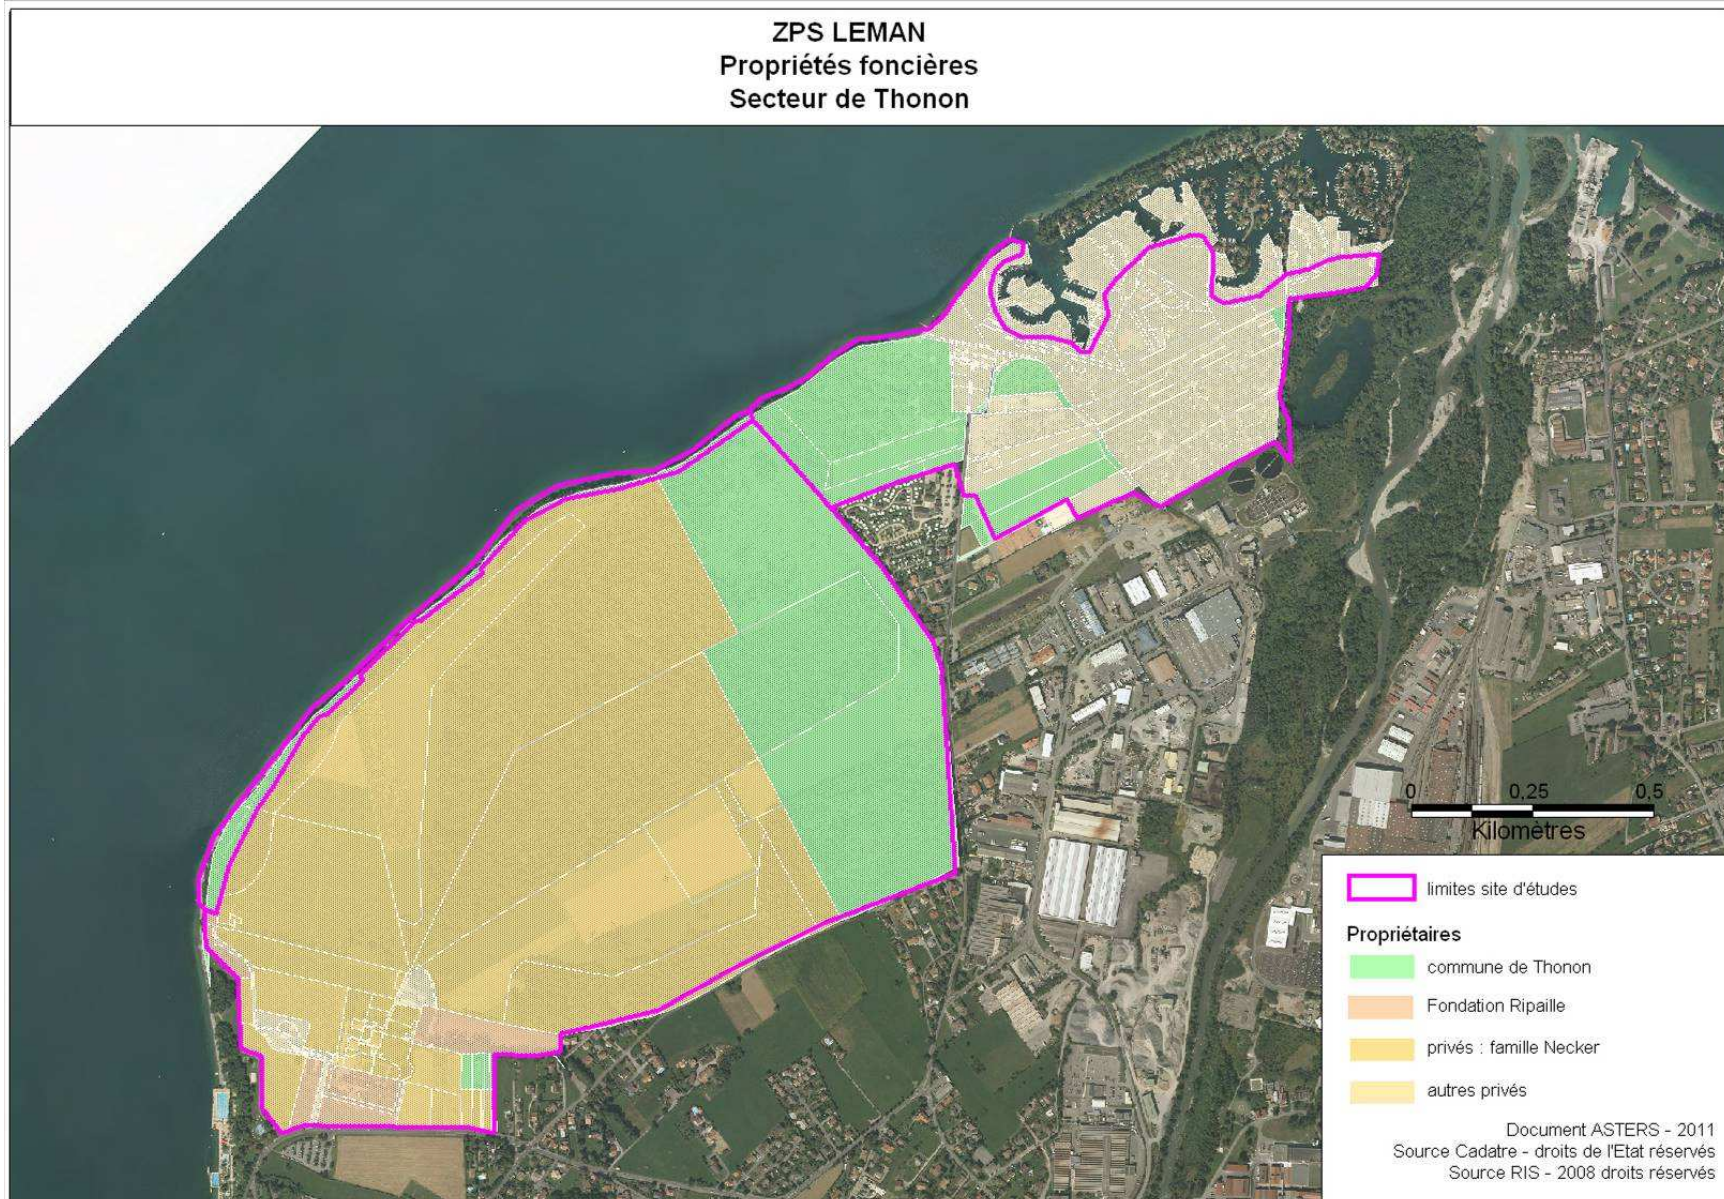 ZPS LEMAN
Propriétés foncières
Secteur de Thonon
0 0,25 0,5
Kilomètres
limites site d'études
Propriétaires
commune de Thonon
Fondation Ripaille
privés : famille Necker
autres privés
Document ASTERS - 2011
Source Cadatre - droits de l'Etat réservés
Source RIS - 2008 droits réservés